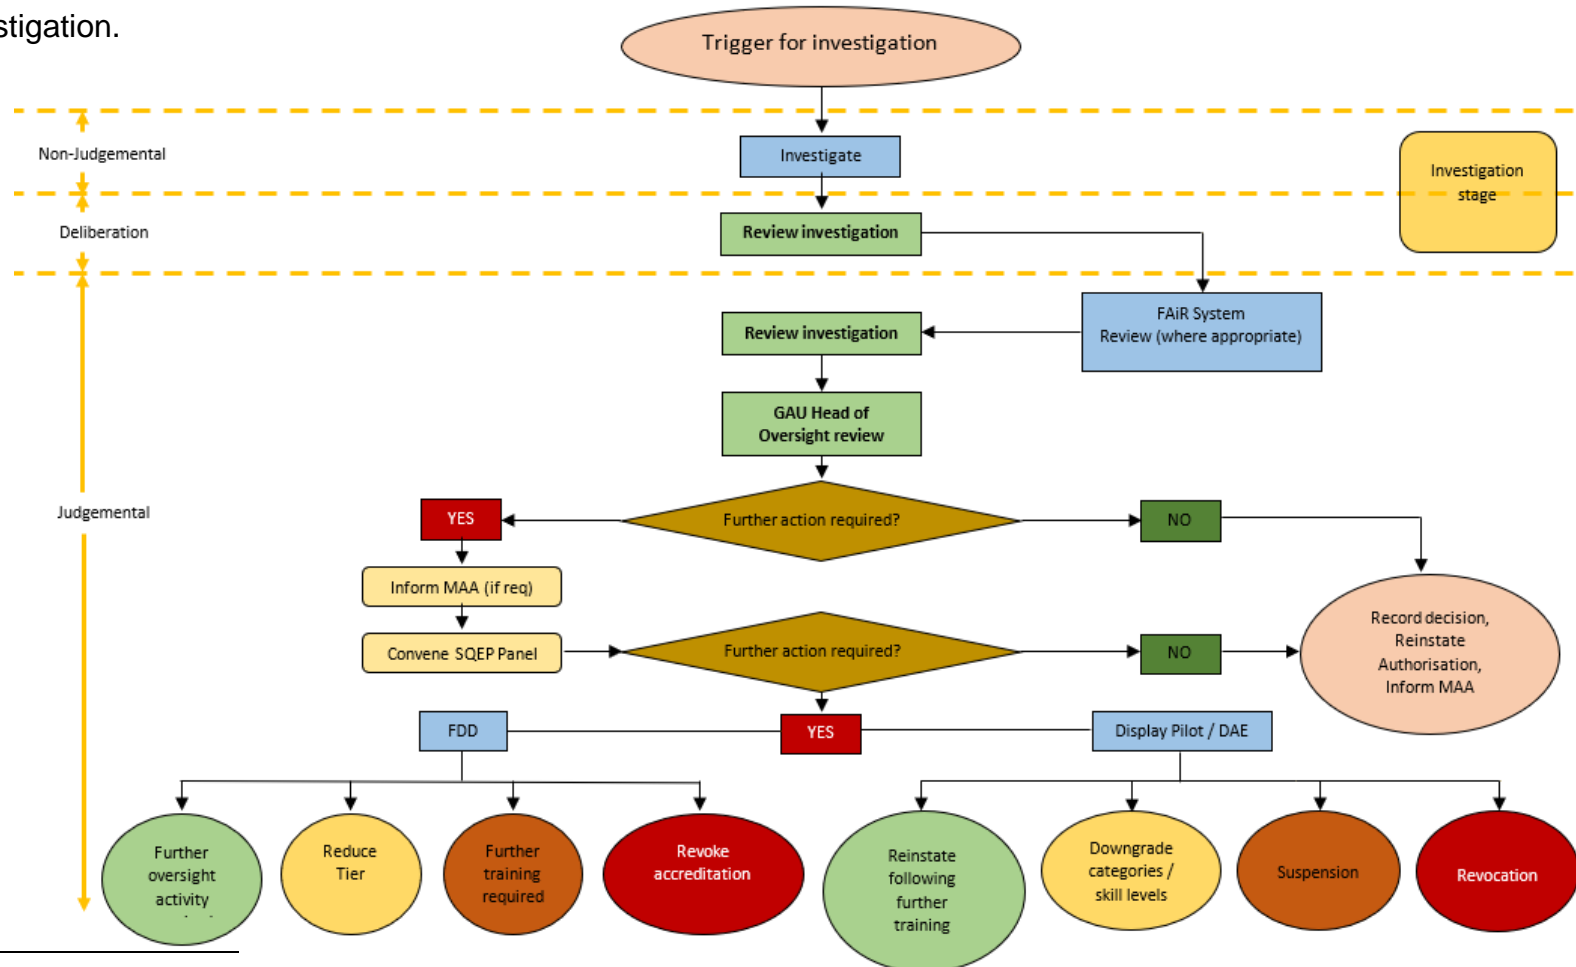 stigation.
Trigger for investigation
Non-Judgemental
Investigate
Investigation
stage
Deliberation
Review investigation
FAiR System
Review (where appropriate)
Review investigation
GAU Head of
Oversight review
Judgemental
YES
Further action required?
NO
Inform MAA (if req)
Convene SQEP Panel
Further action required?
NO
Record decision,
Reinstate
Authorisation,
Inform MAA
FDD
YES
Display Pilot / DAE
Further
oversight
activity
Reduce
Tier
Further
training
required
Revoke
accreditation
Reinstate
following
further
training
Downgrade
categories /
skill levels
Suspension
Revocation